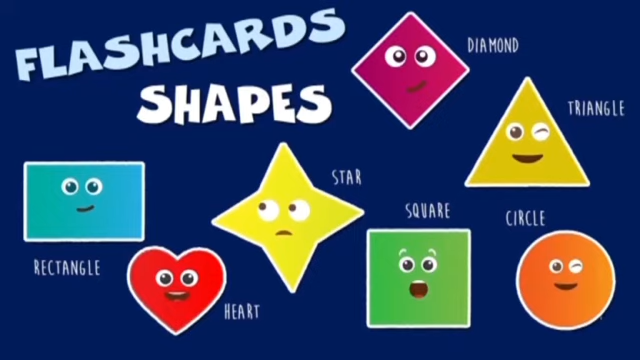 FLASHCARDS
SHAPES
DIAMOND
TRIANGLE
STAR
SQUARE
CIRCLE
RECTANGLE
HEART